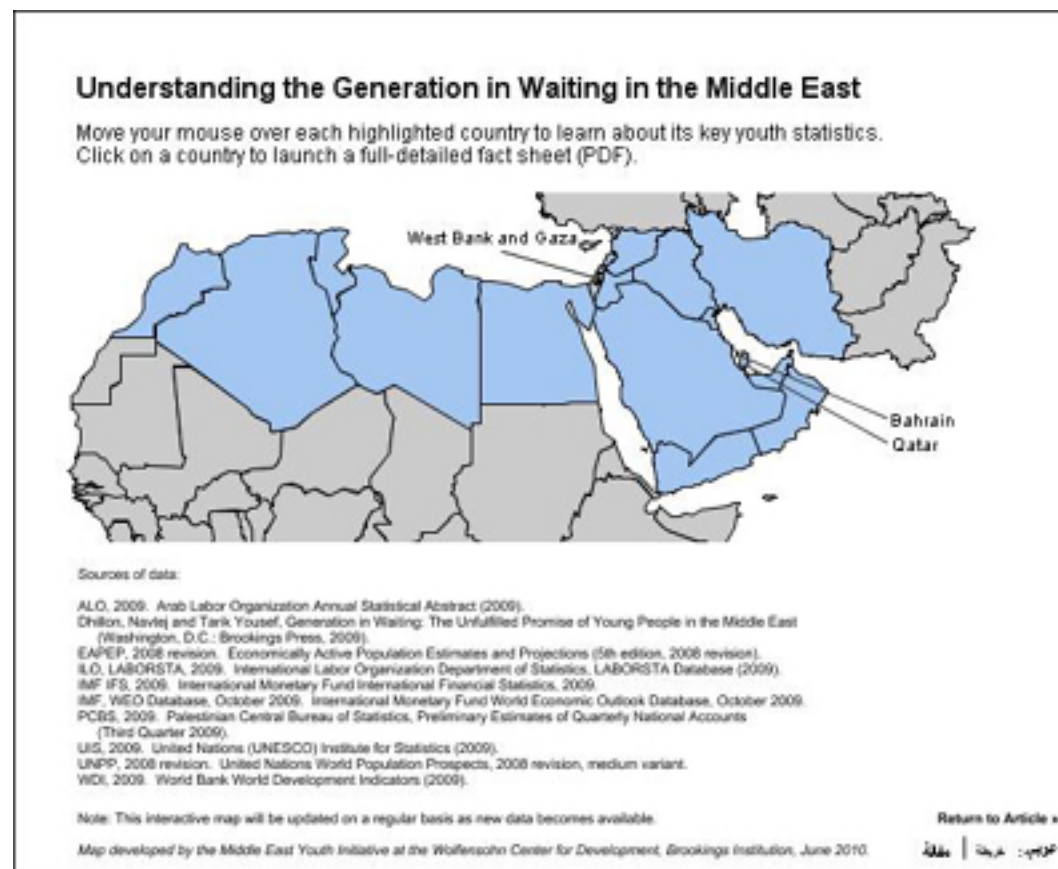 Understanding the Generation in Waiting in the Middle East
Move your mouse over each highlighted country to learn about its key youth statistics.
Click on a country to launch a full-detailed fact sheet (PDF).
West Bank and Gaza
Bahrain
Qatar
Sources of data:
ALO, 2009. Arab Labor Organization Annual Statistical Abstract (2009).
Dhillon, Navtej and Tarik Yousef, Generation in Waiting: The Unfulfilled Promise of Young People in the Middle East
(Washington, D.C.: Brookings Press, 2009).
EAPEP, 2008 revision. Economically Active Population Estimates and Projections (5th edition, 2008 revision).
ILO, LABORSTA, 2009. International Labor Organization Department of Statistics, LABORSTA Database (2009).
IMF IFS, 2009. International Monetary Fund International Financial Statistics, 2009.
IMF, WEO Database, October 2009. International Monetary Fund World Economic Outlook Database, October 2009.
PCBS, 2009. Palestinian Central Bureau of Statistics, Preliminary Estimates of Quarterly National Accounts
(Third Quarter 2009).
UIS, 2009. United Nations (UNESCO) Institute for Statistics (2009).
UNPP, 2008 revision. United Nations World Population Prospects, 2008 revision, medium variant.
WDI, 2009. World Bank World Development Indicators (2009).
Note: This interactive map will be updated on a regular basis as new data becomes available.
Return to Article »
Map developed by the Middle East Youth Initiative at the Wolfensohn Center for Development, Brookings Institution, June 2010.
عربي: خريطة | مقالة